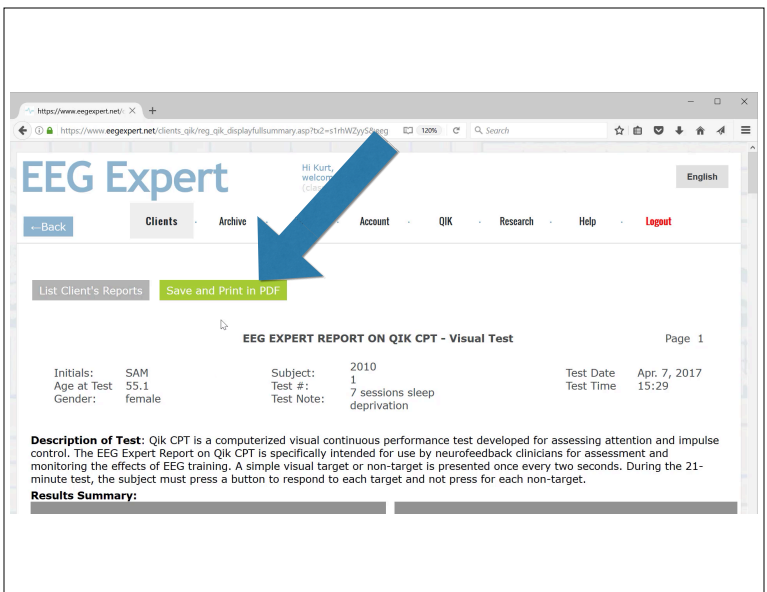 https://www.eegexpert.net/
https://www.eegexpert.net/clients_qik/reg_qik_displayfullsummary.asp?tx2=s1rhWZyyS&eeg 120% Search
EEG Expert
Hi Kurt,
welcom
English
←Back Clients · Archive · Account · QIK · Research · Help · Logout
List Client's Reports Save and Print in PDF
EEG EXPERT REPORT ON QIK CPT - Visual Test Page 1
Initials: SAM Subject: 2010
Age at Test 55.1 Test #: 1
Gender: female Test Note: 7 sessions sleep
deprivation
Test Date Apr. 7, 2017
Test Time 15:29
Description of Test: Qik CPT is a computerized visual continuous performance test developed for assessing attention and impulse
control. The EEG Expert Report on Qik CPT is specifically intended for use by neurofeedback clinicians for assessment and
monitoring the effects of EEG training. A simple visual target or non-target is presented once every two seconds. During the 21-
minute test, the subject must press a button to respond to each target and not press for each non-target.
Results Summary: